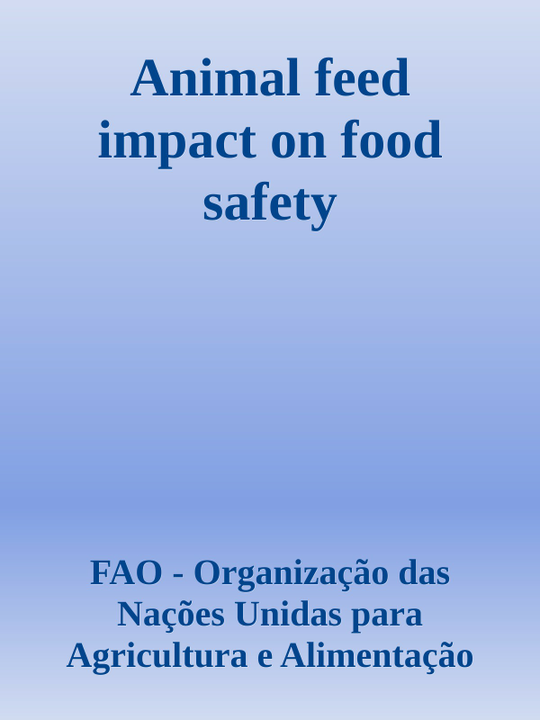 Animal feed
impact on food
safety
FAO - Organização das
Nações Unidas para
Agricultura e Alimentação